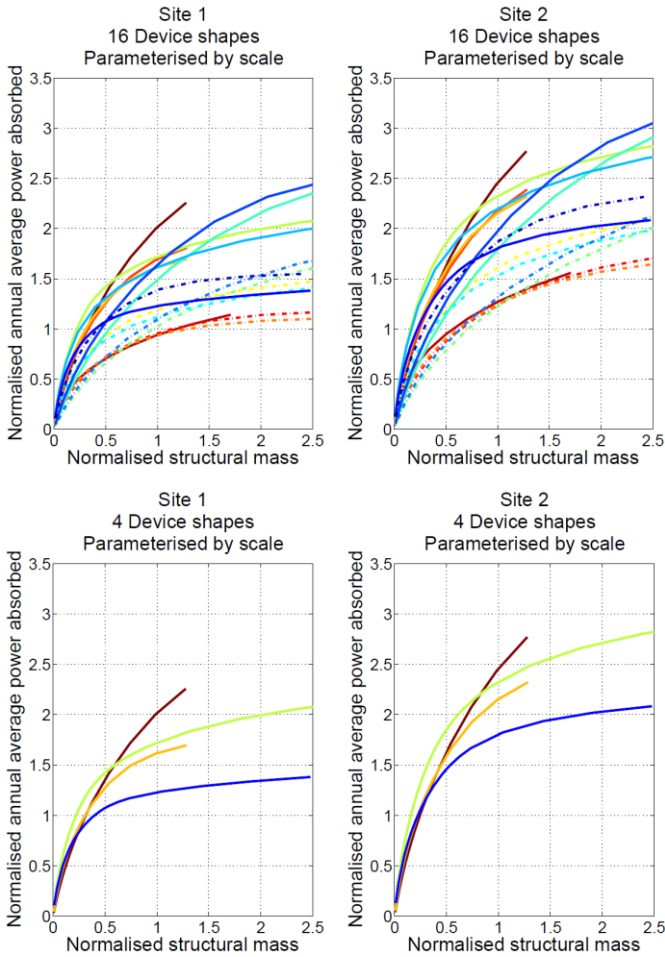 Site 1
16 Device shapes
Parameterised by scale
Normalised annual average power absorbed
3.5
3
2.5
2
1.5
1
0.5
0
0 0.5 1 1.5 2 2.5
Normalised structural mass
Site 2
16 Device shapes
Parameterised by scale
Normalised annual average power absorbed
3.5
3
2.5
2
1.5
1
0.5
0
0 0.5 1 1.5 2 2.5
Normalised structural mass
Site 1
4 Device shapes
Parameterised by scale
Normalised annual average power absorbed
3.5
3
2.5
2
1.5
1
0.5
0
0 0.5 1 1.5 2 2.5
Normalised structural mass
Site 2
4 Device shapes
Parameterised by scale
Normalised annual average power absorbed
3.5
3
2.5
2
1.5
1
0.5
0
0 0.5 1 1.5 2 2.5
Normalised structural mass